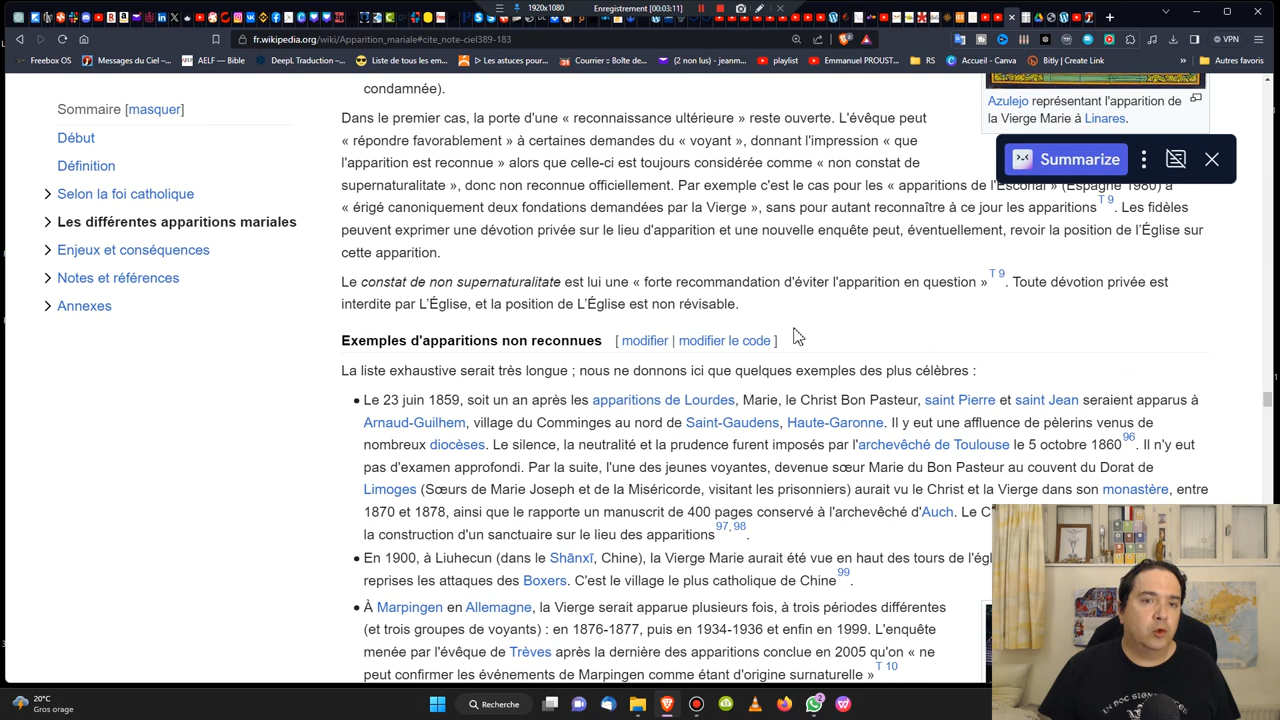 1920x1080
Enregistrement (00:03:11)
fr.wikipedia.org/wiki/Apparition_mariale#cite_note-ciel389-183
VPN
Freebox OS
Messages du Ciel –...
AELF — Bible
DeepL Traduction –...
Liste de tous les em...
Les astuces pour...
Courrier :: Boîte de...
(2 non lus) - jeanm...
playlist
Emmanuel PROUST...
RS
Accueil - Canva
Bitly | Create Link
Autres favoris
Sommaire [masquer]
Début
Définition
Selon la foi catholique
Les différentes apparitions mariales
Enjeux et conséquences
Notes et références
Annexes
condamnée).
Dans le premier cas, la porte d'une « reconnaissance ultérieure » reste ouverte. L'évêque peut
« répondre favorablement » à certaines demandes du « voyant », donnant l'impression « que
l'apparition est reconnue » alors que celle-ci est toujours considérée comme « non constat de
supernaturalité », donc non reconnue officiellement. Par exemple c'est le cas pour les « apparitions de l'Escorial » (Espagne 1980) a
« érigé canoniquement deux fondations demandées par la Vierge », sans pour autant reconnaître à ce jour les apparitions T 9. Les fidèles
peuvent exprimer une dévotion privée sur le lieu d'apparition et une nouvelle enquête peut, éventuellement, revoir la position de l'Église sur
cette apparition.
Azulejo représentant l'apparition de
la Vierge Marie à Linares.
Summarize
Le constat de non supernaturalite est lui une « forte recommandation d'éviter l'apparition en question » T 9. Toute dévotion privée est
interdite par L'Église, et la position de L'Église est non révisable.
Exemples d'apparitions non reconnues [ modifier | modifier le code ]
La liste exhaustive serait très longue ; nous ne donnons ici que quelques exemples des plus célèbres :
• Le 23 juin 1859, soit un an après les apparitions de Lourdes, Marie, le Christ Bon Pasteur, saint Pierre et saint Jean seraient apparus à
Arnaud-Guilhem, village du Comminges au nord de Saint-Gaudens, Haute-Garonne. Il y eut une affluence de pèlerins venus de
nombreux diocèses. Le silence, la neutralité et la prudence furent imposés par l'archevêché de Toulouse le 5 octobre 1860 96. Il n'y eut
pas d'examen approfondi. Par la suite, l'une des jeunes voyantes, devenue sœur Marie du Bon Pasteur au couvent du Dorat de
Limoges (Sœurs de Marie Joseph et de la Miséricorde, visitant les prisonniers) aurait vu le Christ et la Vierge dans son monastère, entre
1870 et 1878, ainsi que le rapporte un manuscrit de 400 pages conservé à l'archevêché d'Auch. Le C
la construction d'un sanctuaire sur le lieu des apparitions 97, 98.
• En 1900, à Liuhecun (dans le Shānxī, Chine), la Vierge Marie aurait été vue en haut des tours de l'égl
reprises les attaques des Boxers. C'est le village le plus catholique de Chine 99.
• À Marpingen en Allemagne, la Vierge serait apparue plusieurs fois, à trois périodes différentes
(et trois groupes de voyants) : en 1876-1877, puis en 1934-1936 et enfin en 1999. L'enquête
menée par l'évêque de Trèves après la dernière des apparitions conclue en 2005 qu'on « ne
peut confirmer les événements de Marpingen comme étant d'origine surnaturelle » T 10
20°C
Gros orage
Recherche
2